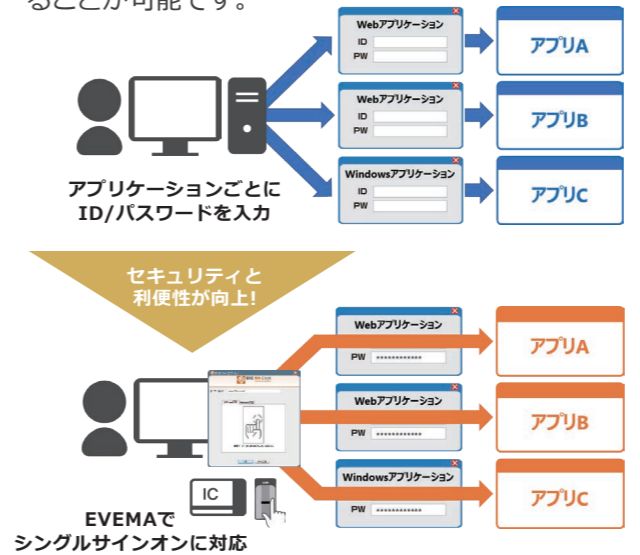 ることが可能です。
Webアプリケーション
ID
PW
アプリA
Webアプリケーション
ID
PW
アプリB
Windowsアプリケーション
ID
PW
アプリC
アプリケーションごとに
ID/パスワードを入力
セキュリティと
利便性が向上!
Webアプリケーション
PW ************
アプリA
Webアプリケーション
PW ************
アプリB
Windowsアプリケーション
PW ************
アプリC
IC
EVEMAで
シングルサインオンに対応